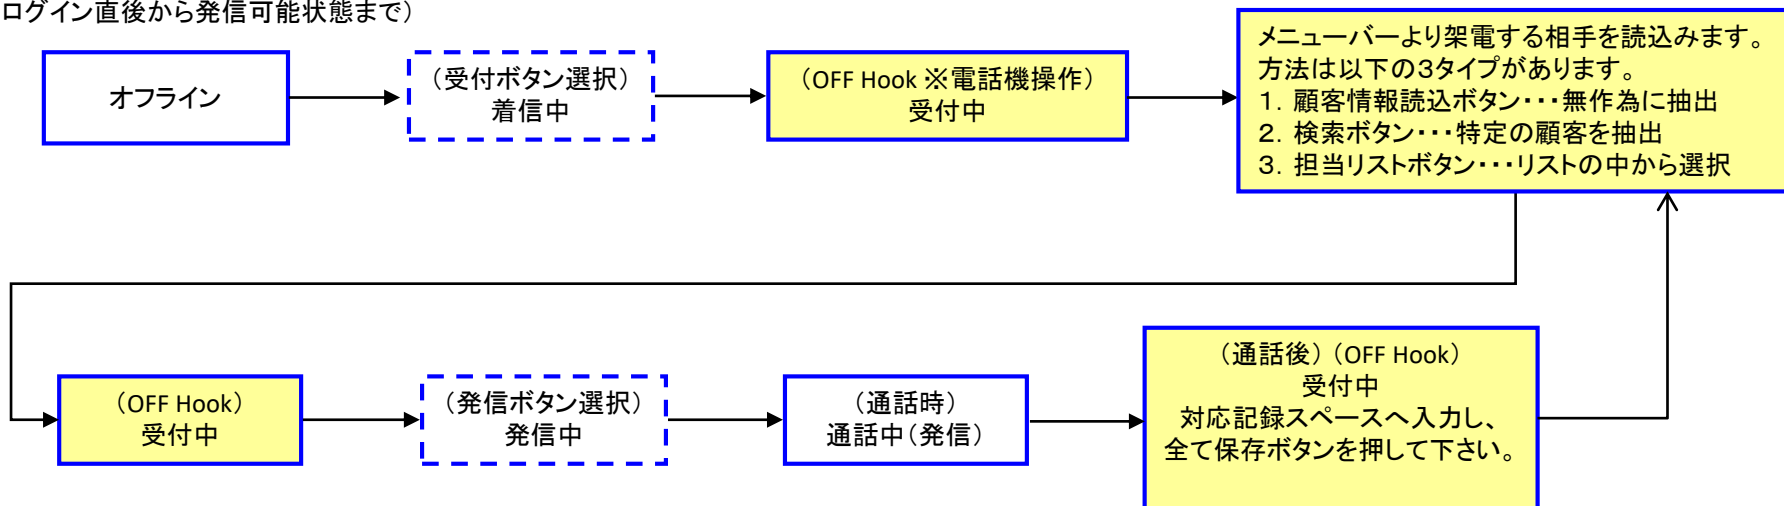 ログイン直後から発信可能状態まで）
オフライン
（受付ボタン選択）
着信中
（OFF Hook ※電話機操作）
受付中
メニューバーより架電する相手を読込みます。
方法は以下の３タイプがあります。
１．顧客情報読込ボタン・・・無作為に抽出
２．検索ボタン・・・特定の顧客を抽出
３．担当リストボタン・・・リストの中から選択
（OFF Hook）
受付中
（発信ボタン選択）
発信中
（通話時）
通話中（発信）
（通話後）（OFF Hook）
受付中
対応記録スペースへ入力し、
全て保存ボタンを押して下さい。